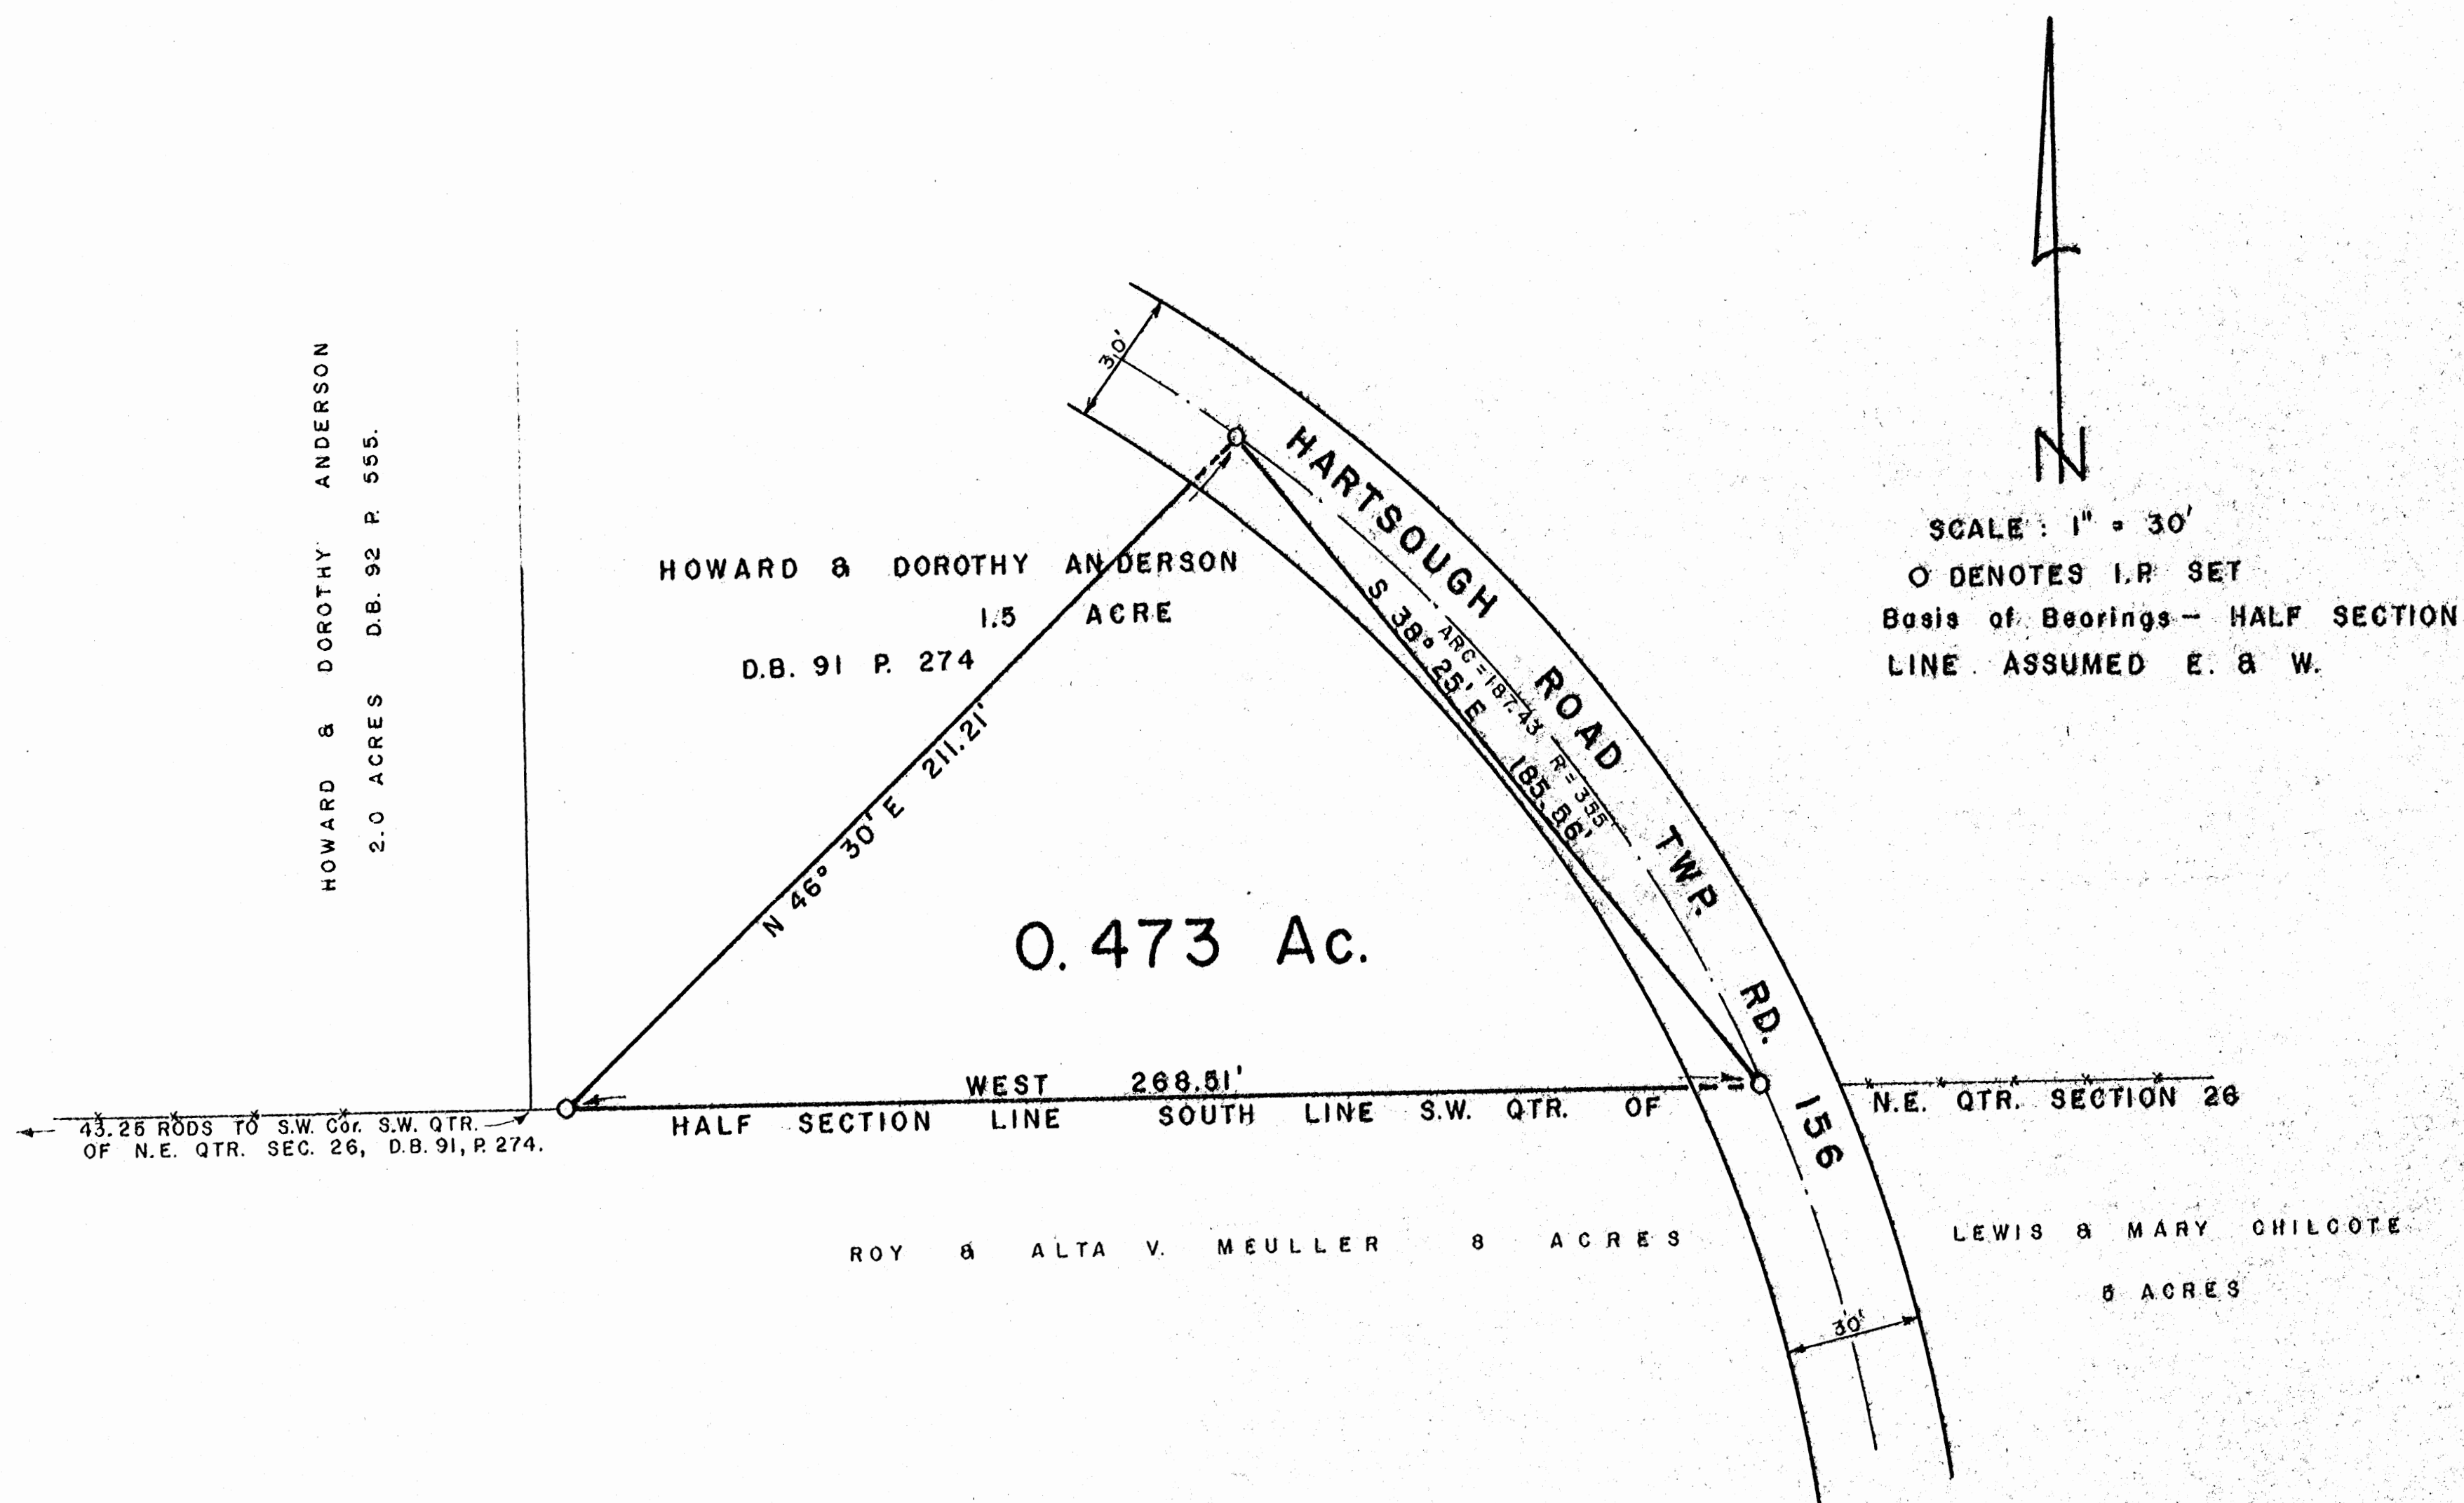 HOWARD & DOROTHY ANDERSON
2.0 ACRES D.B. 92 P. 555.
HOWARD & DOROTHY ANDERSON
1.5 ACRE
D.B. 91 P. 274
N 46° 30' E 211.21'
30'
HARTSOUGH ROAD TWP. RD. 156
ARC=187.43 R=355'
S 38° 25' E 185.56'
N
SCALE : 1" = 30'
O DENOTES I.P. SET
Basis of Bearings— HALF SECTION
LINE ASSUMED E. & W.
0.473 Ac.
WEST 268.51'
HALF SECTION LINE SOUTH LINE S.W. QTR. OF N.E. QTR. SECTION 26
43.26 RODS TO S.W. Cor. S.W. QTR.
OF N.E. QTR. SEC. 26, D.B. 91, P. 274.
ROY & ALTA V. MEULLER 8 ACRES
LEWIS & MARY CHILCOTE
ACRES
30'